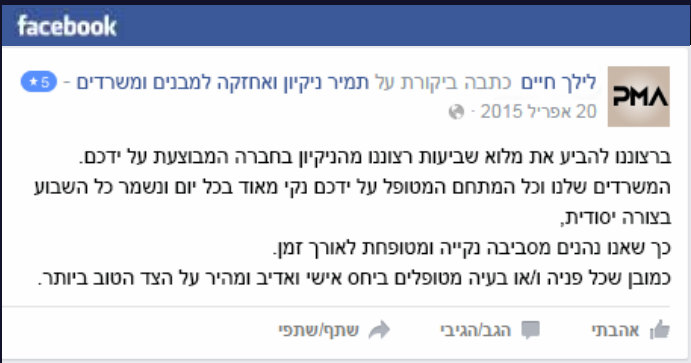 facebook
PMA
לילך חיים כתבה ביקורת על תמיר ניקיון ואחזקה למבנים ומשרדים - 5★
20 אפריל 2015 ·
ברצוננו להביע את מלוא שביעות רצוננו מהניקיון בחברה המבוצעת על ידכם.
המשרדים שלנו וכל המתחם המטופל על ידכם נקי מאוד בכל יום ונשמר כל השבוע
בצורה יסודית,
כך שאנו נהנים מסביבה נקייה ומטופחת לאורך זמן.
כמובן שכל פניה ו/או בעיה מטופלים ביחס אישי ואדיב ומהיר על הצד הטוב ביותר.
אהבתי הגב/הגיבי שתף/שתפי